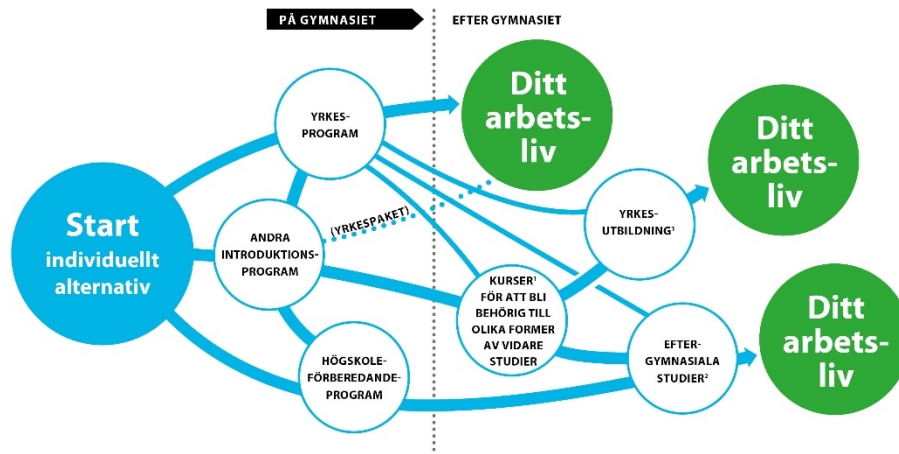 PÅ GYMNASIET
EFTER GYMNASIET
Start
individuellt
alternativ
YRKES-
PROGRAM
ANDRA
INTRODUKTIONS-
PROGRAM
HÖGSKOLE-
FÖRBEREDANDE-
PROGRAM
(YRKESPAKET)
Ditt
arbets-
liv
KURSER¹
FÖR ATT BLI
BEHÖRIG TILL
OLIKA FORMER
AV VIDARE
STUDIER
YRKES-
UTBILDNING¹
Ditt
arbets-
liv
EFTER-
GYMNASIALA
STUDIER²
Ditt
arbets-
liv